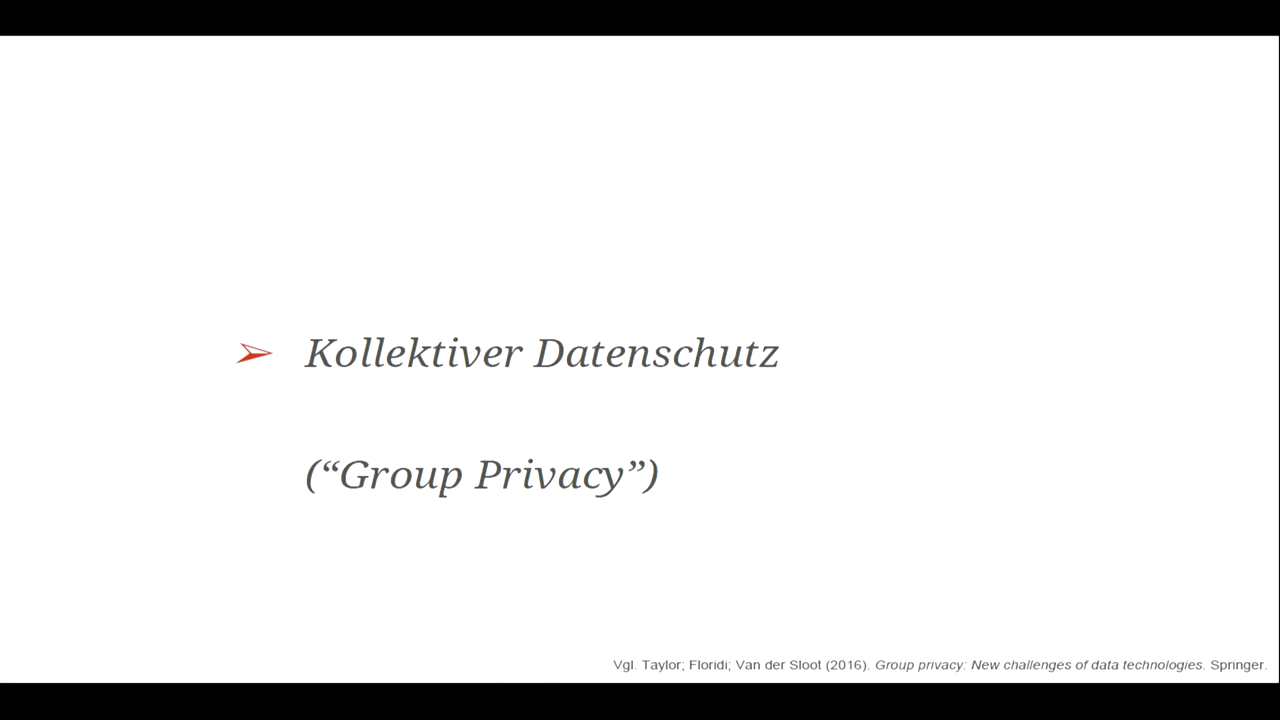 ➢ Kollektiver Datenschutz
(“Group Privacy”)
Vgl. Taylor; Floridi; Van der Sloot (2016). Group privacy: New challenges of data technologies. Springer.